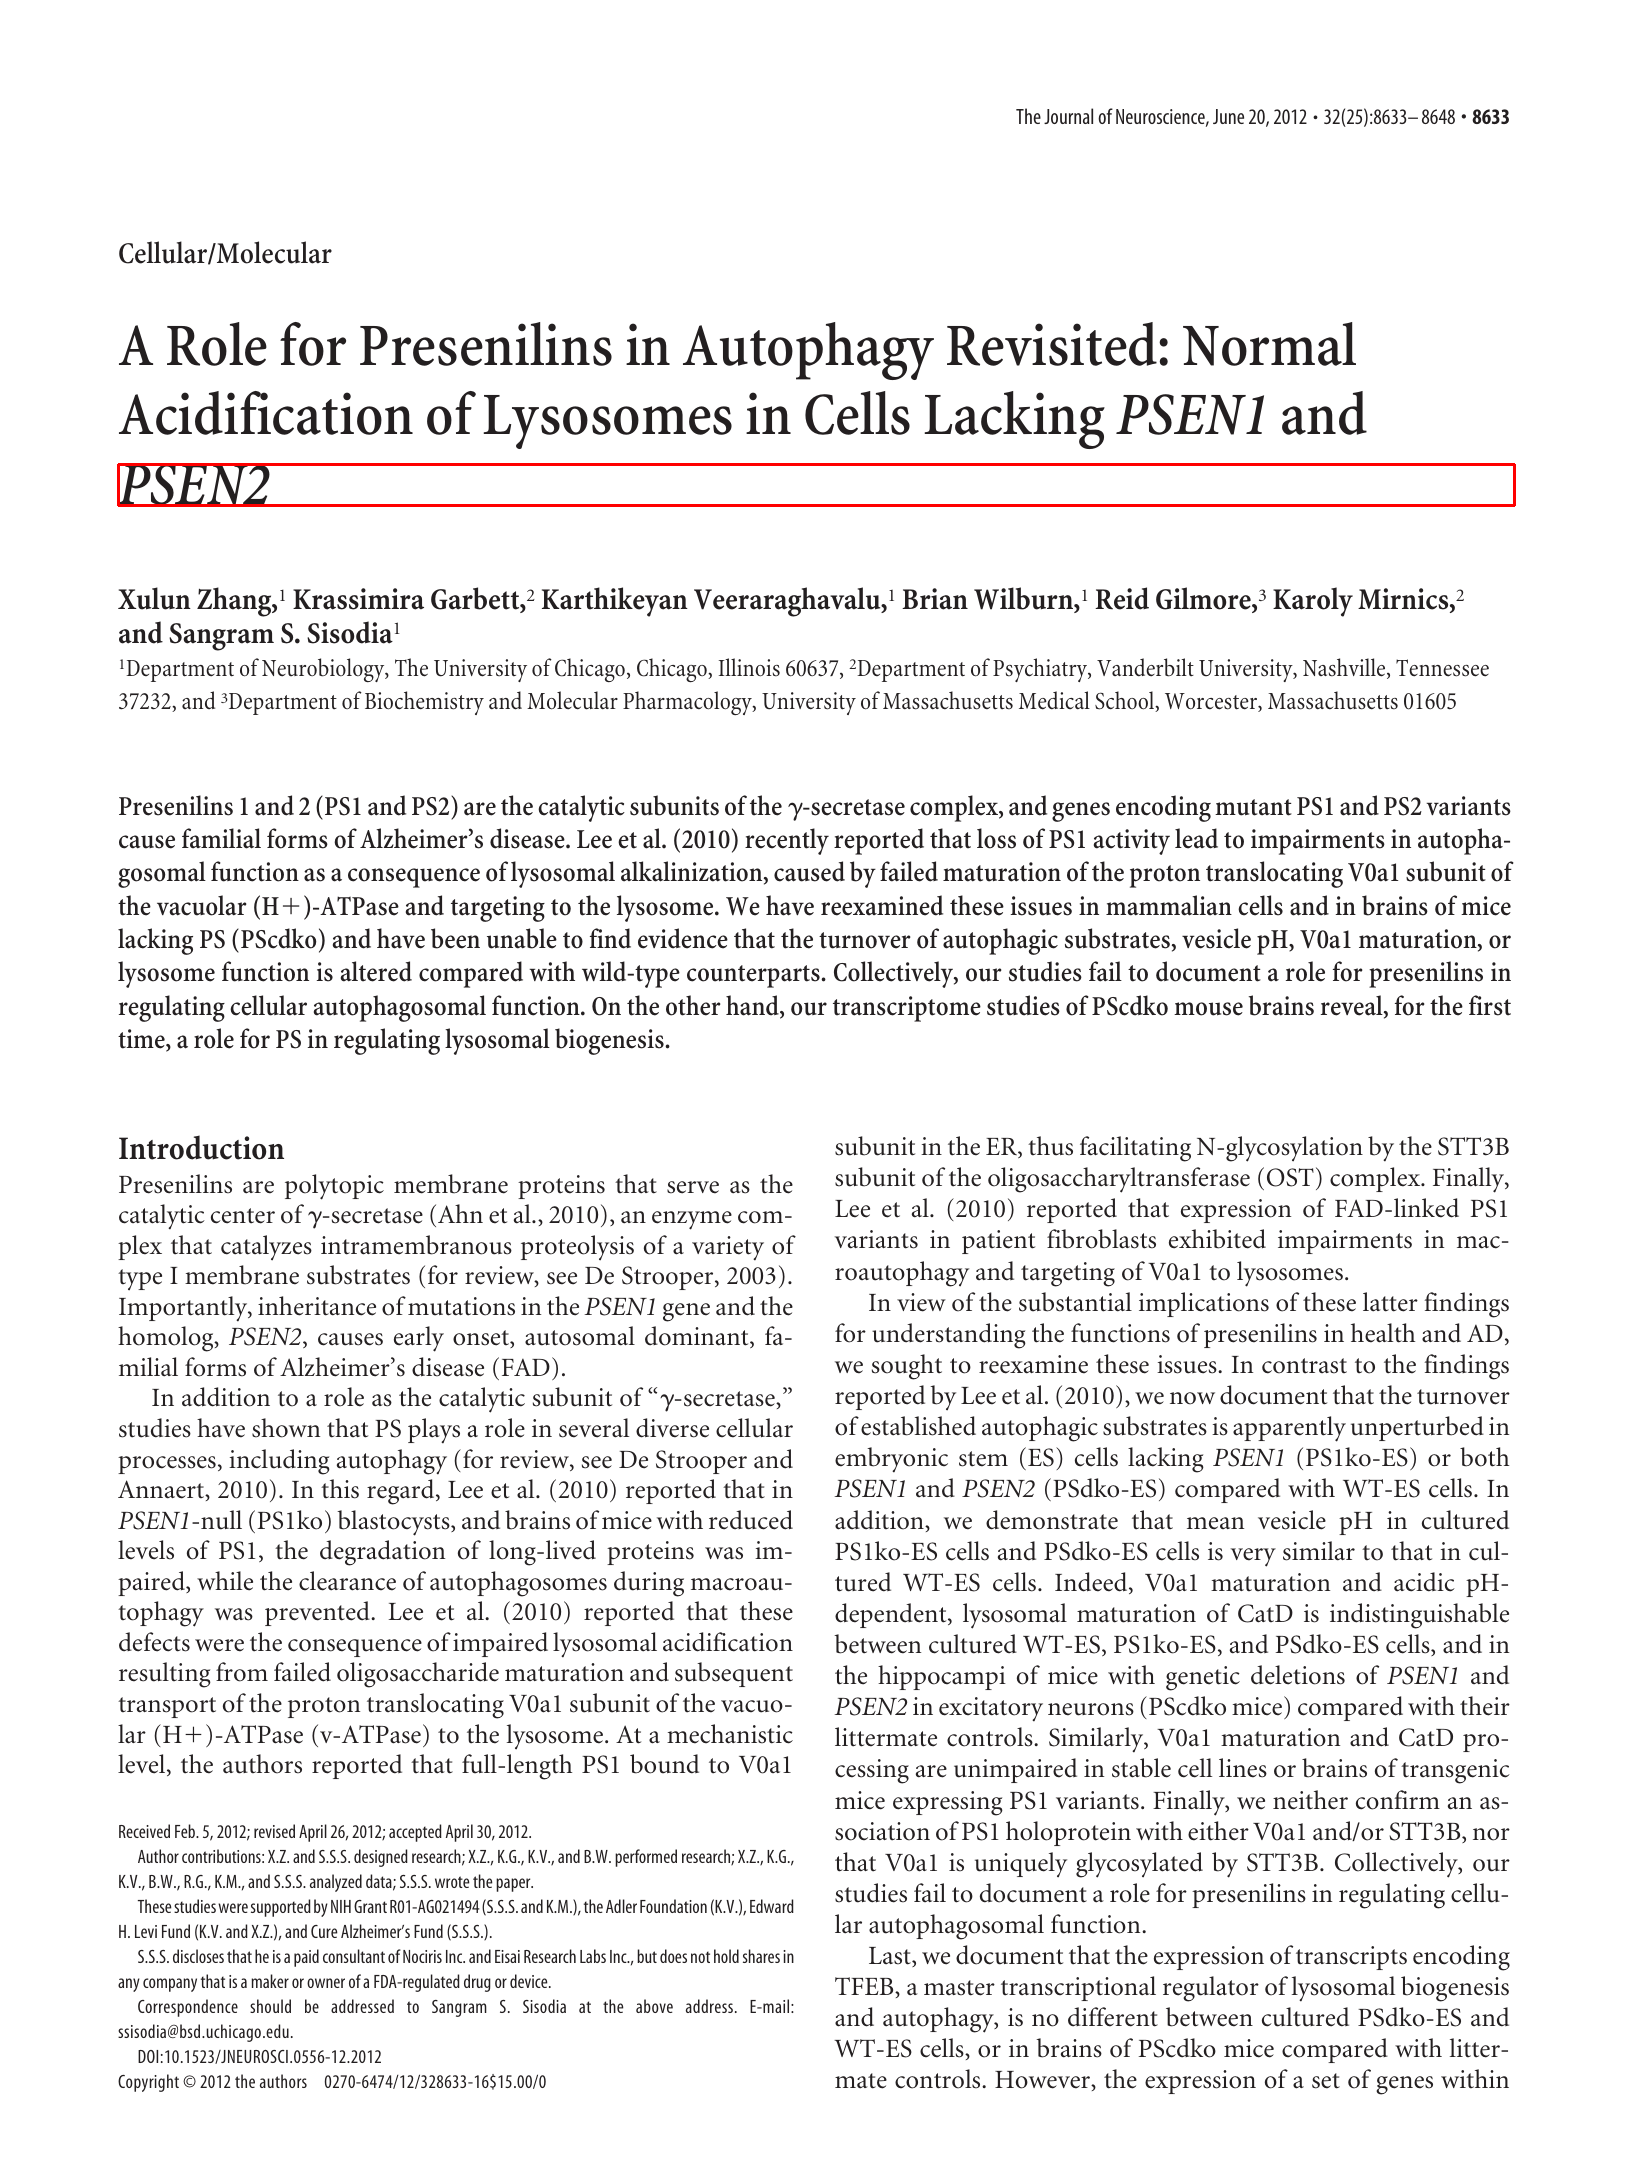 The Journal of Neuroscience, June 20, 2012 • 32(25):8633–8648 • 8633
Cellular/Molecular
A Role for Presenilins in Autophagy Revisited: Normal
Acidification of Lysosomes in Cells Lacking PSEN1 and
PSEN2
Xulun Zhang,¹ Krassimira Garbett,² Karthikeyan Veeraraghavalu,¹ Brian Wilburn,¹ Reid Gilmore,³ Karoly Mirnics,²
and Sangram S. Sisodia¹
¹Department of Neurobiology, The University of Chicago, Chicago, Illinois 60637, ²Department of Psychiatry, Vanderbilt University, Nashville, Tennessee
37232, and ³Department of Biochemistry and Molecular Pharmacology, University of Massachusetts Medical School, Worcester, Massachusetts 01605
Presenilins 1 and 2 (PS1 and PS2) are the catalytic subunits of the γ-secretase complex, and genes encoding mutant PS1 and PS2 variants
cause familial forms of Alzheimer's disease. Lee et al. (2010) recently reported that loss of PS1 activity lead to impairments in autopha-
gosomal function as a consequence of lysosomal alkalinization, caused by failed maturation of the proton translocating V0a1 subunit of
the vacuolar (H+)-ATPase and targeting to the lysosome. We have reexamined these issues in mammalian cells and in brains of mice
lacking PS (PScdko) and have been unable to find evidence that the turnover of autophagic substrates, vesicle pH, V0a1 maturation, or
lysosome function is altered compared with wild-type counterparts. Collectively, our studies fail to document a role for presenilins in
regulating cellular autophagosomal function. On the other hand, our transcriptome studies of PScdko mouse brains reveal, for the first
time, a role for PS in regulating lysosomal biogenesis.
Introduction
Presenilins are polytopic membrane proteins that serve as the
catalytic center of γ-secretase (Ahn et al., 2010), an enzyme com-
plex that catalyzes intramembranous proteolysis of a variety of
type I membrane substrates (for review, see De Strooper, 2003).
Importantly, inheritance of mutations in the PSEN1 gene and the
homolog, PSEN2, causes early onset, autosomal dominant, fa-
milial forms of Alzheimer's disease (FAD).
In addition to a role as the catalytic subunit of “γ-secretase,”
studies have shown that PS plays a role in several diverse cellular
processes, including autophagy (for review, see De Strooper and
Annaert, 2010). In this regard, Lee et al. (2010) reported that in
PSEN1-null (PS1ko) blastocysts, and brains of mice with reduced
levels of PS1, the degradation of long-lived proteins was im-
paired, while the clearance of autophagosomes during macroau-
tophagy was prevented. Lee et al. (2010) reported that these
defects were the consequence of impaired lysosomal acidification
resulting from failed oligosaccharide maturation and subsequent
transport of the proton translocating V0a1 subunit of the vacuo-
lar (H+)-ATPase (v-ATPase) to the lysosome. At a mechanistic
level, the authors reported that full-length PS1 bound to V0a1
Received Feb. 5, 2012; revised April 26, 2012; accepted April 30, 2012.
Author contributions: X.Z. and S.S.S. designed research; X.Z., K.G., K.V., and B.W. performed research; X.Z., K.G.,
K.V., B.W., R.G., K.M., and S.S.S. analyzed data; S.S.S. wrote the paper.
These studies were supported by NIH Grant R01-AG021494 (S.S.S. and K.M.), the Adler Foundation (K.V.), Edward
H. Levi Fund (K.V. and X.Z.), and Cure Alzheimer's Fund (S.S.S.).
S.S.S. discloses that he is a paid consultant of Nociris Inc. and Eisai Research Labs Inc., but does not hold shares in
any company that is a maker or owner of a FDA-regulated drug or device.
Correspondence should be addressed to Sangram S. Sisodia at the above address. E-mail:
ssisodia@bsd.uchicago.edu.
DOI:10.1523/JNEUROSCI.0556-12.2012
Copyright © 2012 the authors 0270-6474/12/328633-16$15.00/0
subunit in the ER, thus facilitating N-glycosylation by the STT3B
subunit of the oligosaccharyltransferase (OST) complex. Finally,
Lee et al. (2010) reported that expression of FAD-linked PS1
variants in patient fibroblasts exhibited impairments in mac-
roautophagy and targeting of V0a1 to lysosomes.
In view of the substantial implications of these latter findings
for understanding the functions of presenilins in health and AD,
we sought to reexamine these issues. In contrast to the findings
reported by Lee et al. (2010), we now document that the turnover
of established autophagic substrates is apparently unperturbed in
embryonic stem (ES) cells lacking PSEN1 (PS1ko-ES) or both
PSEN1 and PSEN2 (PSdko-ES) compared with WT-ES cells. In
addition, we demonstrate that mean vesicle pH in cultured
PS1ko-ES cells and PSdko-ES cells is very similar to that in cul-
tured WT-ES cells. Indeed, V0a1 maturation and acidic pH-
dependent, lysosomal maturation of CatD is indistinguishable
between cultured WT-ES, PS1ko-ES, and PSdko-ES cells, and in
the hippocampi of mice with genetic deletions of PSEN1 and
PSEN2 in excitatory neurons (PScdko mice) compared with their
littermate controls. Similarly, V0a1 maturation and CatD pro-
cessing are unimpaired in stable cell lines or brains of transgenic
mice expressing PS1 variants. Finally, we neither confirm an as-
sociation of PS1 holoprotein with either V0a1 and/or STT3B, nor
that V0a1 is uniquely glycosylated by STT3B. Collectively, our
studies fail to document a role for presenilins in regulating cellu-
lar autophagosomal function.
Last, we document that the expression of transcripts encoding
TFEB, a master transcriptional regulator of lysosomal biogenesis
and autophagy, is no different between cultured PSdko-ES and
WT-ES cells, or in brains of PScdko mice compared with litter-
mate controls. However, the expression of a set of genes within